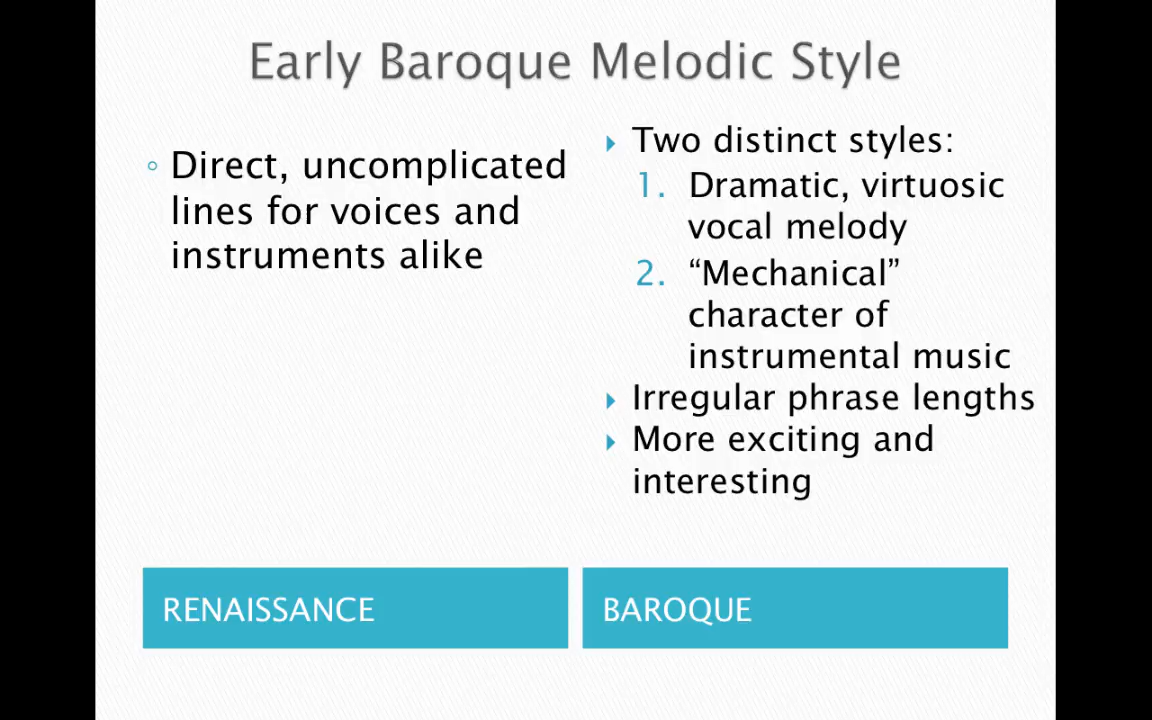 Early Baroque Melodic Style
◦ Direct, uncomplicated
lines for voices and
instruments alike
Two distinct styles:
1. Dramatic, virtuosic
vocal melody
2. “Mechanical”
character of
instrumental music
Irregular phrase lengths
More exciting and
interesting
RENAISSANCE
BAROQUE